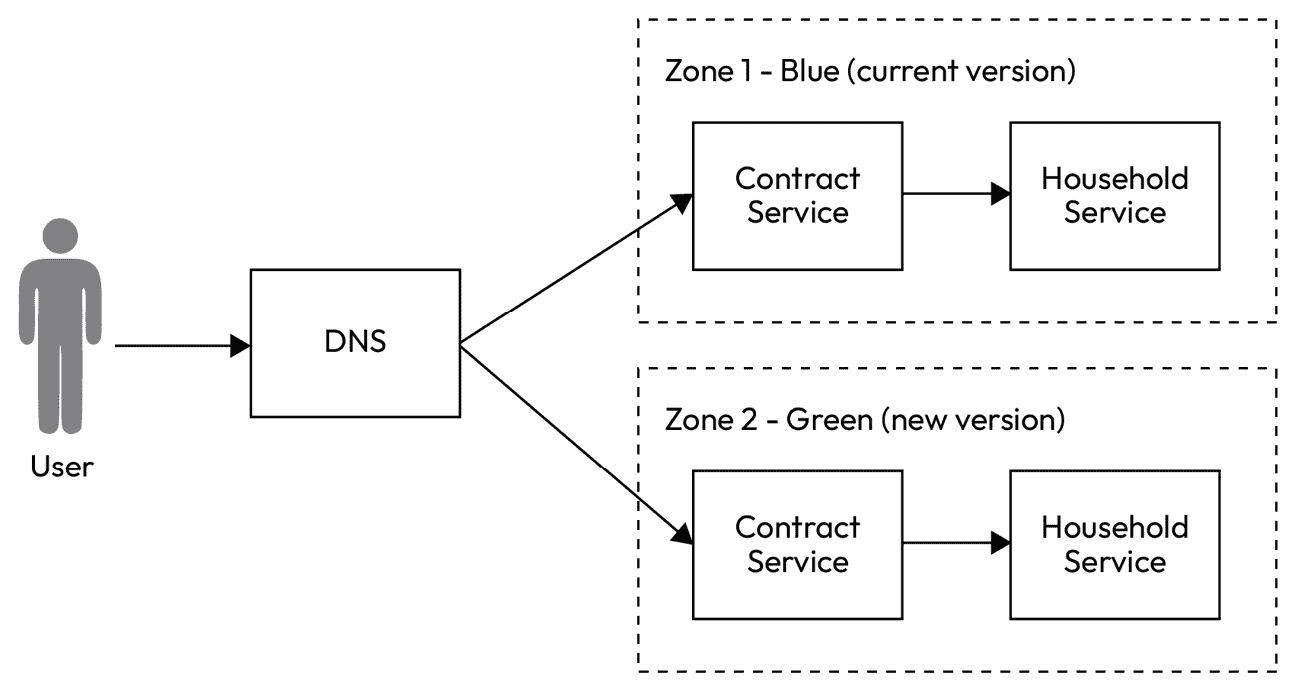 Zone 1 - Blue (current version)
Contract
Service
Household
Service
DNS
User
Zone 2 - Green (new version)
Contract
Service
Household
Service